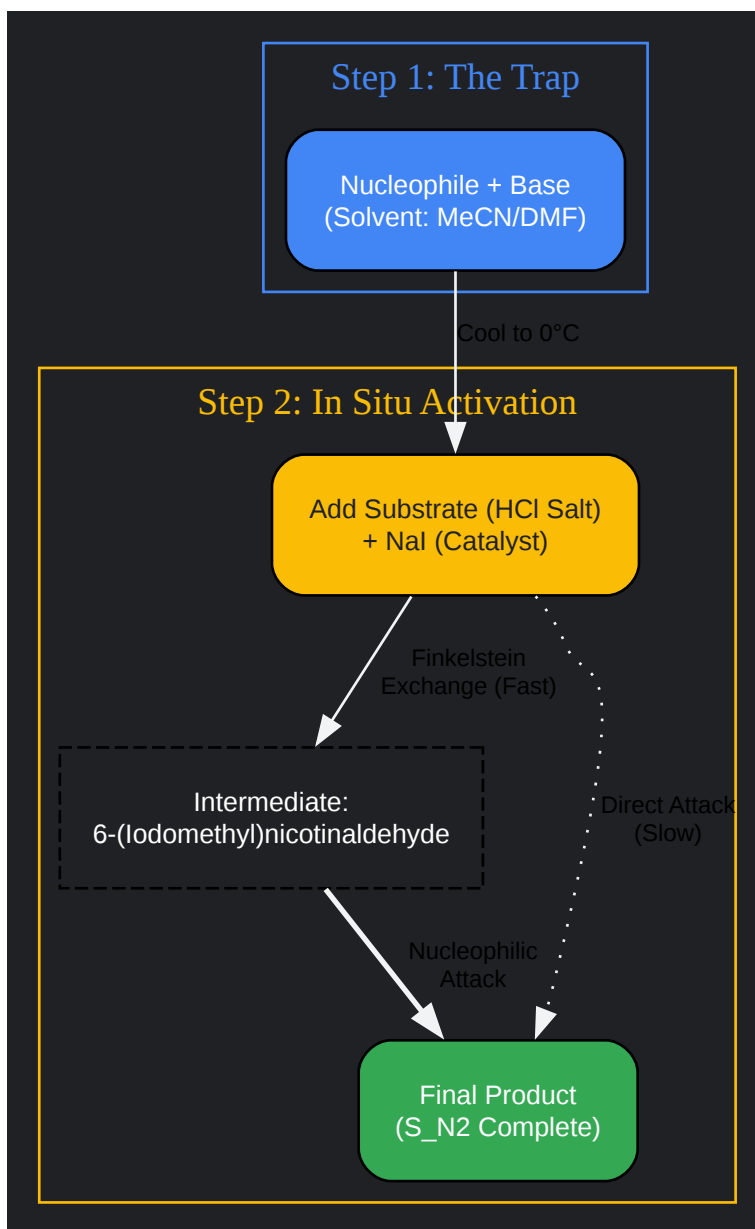 Step 1: The Trap
Nucleophile + Base
(Solvent: MeCN/DMF)
Cool to 0°C
Step 2: In Situ Activation
Add Substrate (HCl Salt)
+ NaI (Catalyst)
Finkelstein
Exchange (Fast)
Intermediate:
6-(Iodomethyl)nicotinaldehyde
Direct Attack
(Slow)
Nucleophilic
Attack
Final Product
(S_N2 Complete)